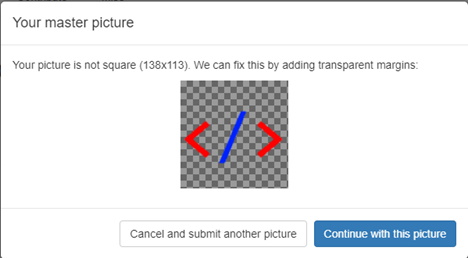 Your master picture
Your picture is not square (138x113). We can fix this by adding transparent margins:
</>
Cancel and submit another picture
Continue with this picture